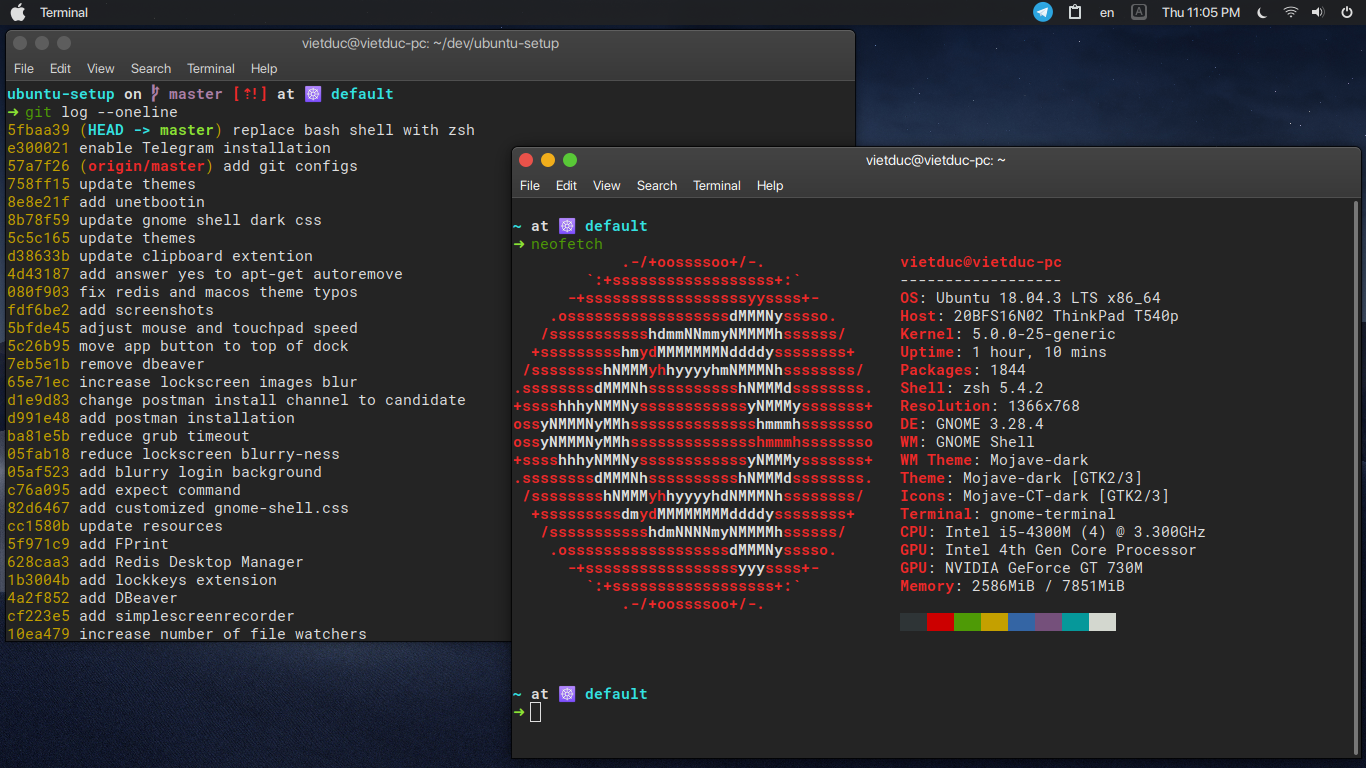 Terminal
en
A
Thu 11:05 PM
vietduc@vietduc-pc: ~/dev/ubuntu-setup
File Edit View Search Terminal Help
ubuntu-setup on master [⇡!] at ☸ default
➜ git log --oneline
5fbaa39 (HEAD -> master) replace bash shell with zsh
e300021 enable Telegram installation
57a7f26 (origin/master) add git configs
758ff15 update themes
8e8e21f add unetbootin
8b78f59 update gnome shell dark css
5c5c165 update themes
d38633b update clipboard extention
4d43187 add answer yes to apt-get autoremove
080f903 fix redis and macos theme typos
fdf6be2 add screenshots
5bfde45 adjust mouse and touchpad speed
5c26b95 move app button to top of dock
7eb5e1b remove dbeaver
65e71ec increase lockscreen images blur
d1e9d83 change postman install channel to candidate
d991e48 add postman installation
ba81e5b reduce grub timeout
05fab18 reduce lockscreen blurry-ness
05af523 add blurry login background
c76a095 add expect command
82d6467 add customized gnome-shell.css
cc1580b update resources
5f971c9 add FPrint
628caa3 add Redis Desktop Manager
1b3004b add lockkeys extension
4a2f852 add DBeaver
cf223e5 add simplescreenrecorder
10ea479 increase number of file watchers
vietduc@vietduc-pc: ~
File Edit View Search Terminal Help
~ at ☸ default
➜ neofetch
.-/+oossssoo+/-.
`:+ssssssssssssssssss+:`
-+ssssssssssssssssssyyssss+-
.ossssssssssssssssssdMMMNysssso.
/ssssssssssshdmmNNmmyNMMMMhssssss/
+ssssssssshmydMMMMMMMNddddyssssssss+
/sssssssshNMMMyhhyyyyhmNMMMNhssssssss/
.ssssssssdMMMNhsssssssssshNMMMdssssssss.
+sssshhhyNMMNyssssssssssssyNMMMysssssss+
ossyNMMMNyMMhsssssssssssssshmmmhssssssso
ossyNMMMNyMMhsssssssssssssshmmmhssssssso
+sssshhhyNMMNyssssssssssssyNMMMysssssss+
.ssssssssdMMMNhsssssssssshNMMMdssssssss.
/sssssssshNMMMyhhyyyyhdNMMMNhssssssss/
+sssssssssdmydMMMMMMMMddddyssssssss+
/ssssssssssshdmNNNNmyNMMMMhssssss/
.ossssssssssssssssssdMMMNysssso.
-+sssssssssssssssssyyyssss+-
`:+ssssssssssssssssss+:`
.-/+oossssoo+/-.
vietduc@vietduc-pc
------------------
OS: Ubuntu 18.04.3 LTS x86_64
Host: 20BFS16N02 ThinkPad T540p
Kernel: 5.0.0-25-generic
Uptime: 1 hour, 10 mins
Packages: 1844
Shell: zsh 5.4.2
Resolution: 1366x768
DE: GNOME 3.28.4
WM: GNOME Shell
WM Theme: Mojave-dark
Theme: Mojave-dark [GTK2/3]
Icons: Mojave-CT-dark [GTK2/3]
Terminal: gnome-terminal
CPU: Intel i5-4300M (4) @ 3.300GHz
GPU: Intel 4th Gen Core Processor
GPU: NVIDIA GeForce GT 730M
Memory: 2586MiB / 7851MiB
~ at ☸ default
➜